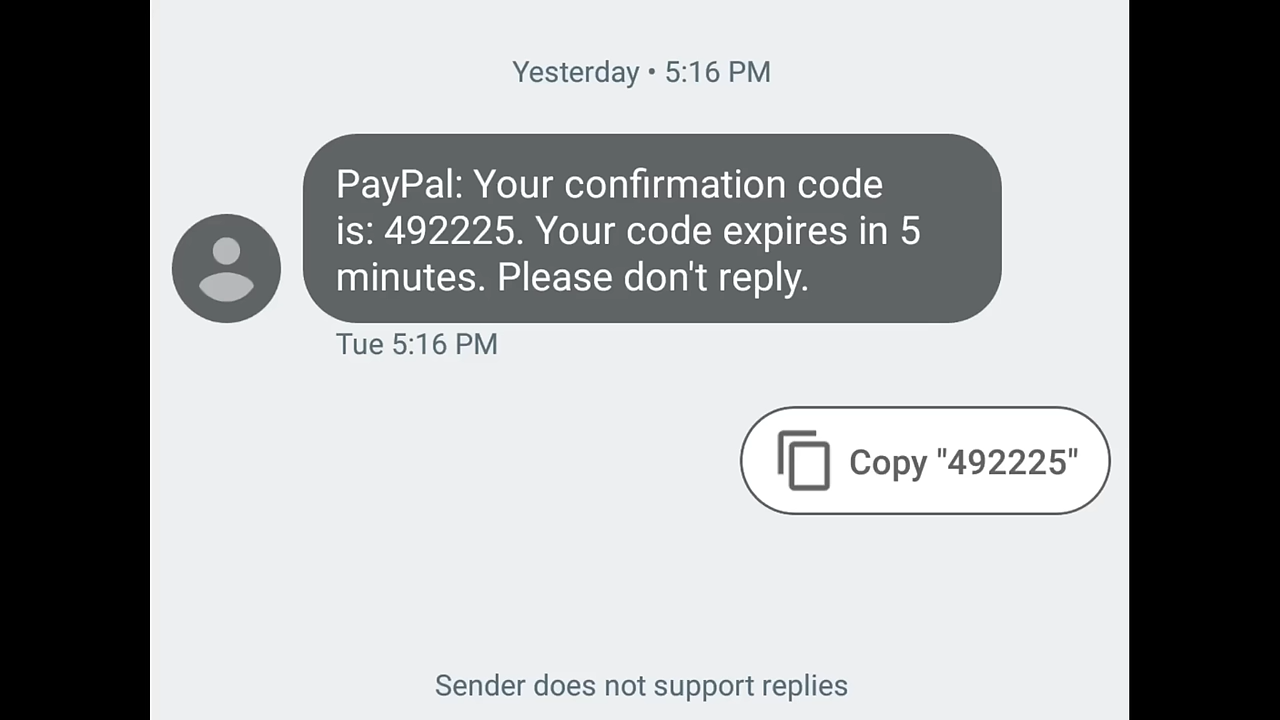 Yesterday • 5:16 PM
PayPal: Your confirmation code
is: 492225. Your code expires in 5
minutes. Please don't reply.
Tue 5:16 PM
Copy "492225"
Sender does not support replies